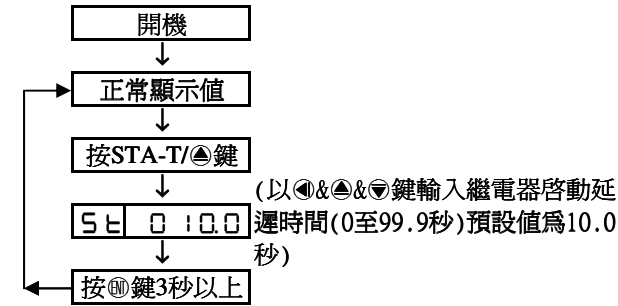 開機
正常顯示值
按STA-T/▲鍵
(以◀&▲&▼鍵輸入繼電器啓動延
St 010.0
遲時間(0至99.9秒)預設值爲10.0
秒)
按ENT鍵3秒以上